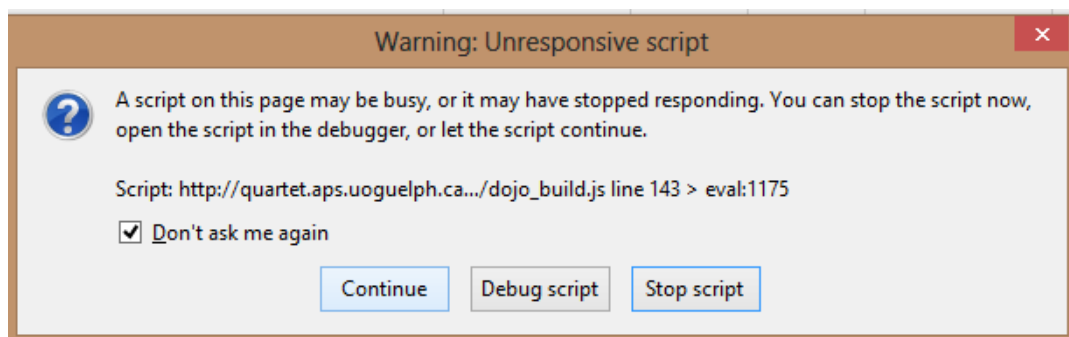 Warning: Unresponsive script
A script on this page may be busy, or it may have stopped responding. You can stop the script now,
open the script in the debugger, or let the script continue.
Script: http://quartet.aps.uoguelph.ca.../dojo_build.js line 143 > eval:1175
Don't ask me again
Continue Debug script Stop script